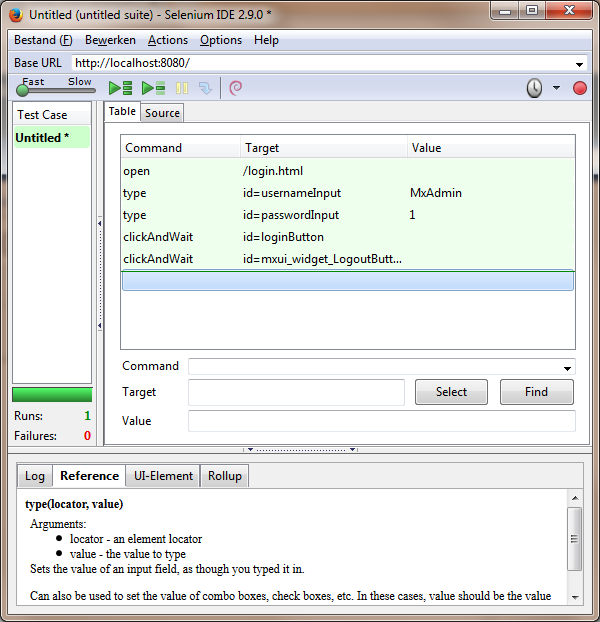 Untitled (untitled suite) - Selenium IDE 2.9.0 *
Bestand (F) Bewerken Actions Options Help
Base URL http://localhost:8080/
Fast Slow
Test Case
Untitled *
Table Source
Command Target Value
open /login.html
type id=usernameInput MxAdmin
type id=passwordInput 1
clickAndWait id=loginButton
clickAndWait id=mxui_widget_LogoutButt...
Command
Target Select Find
Value
Runs: 1
Failures: 0
Log Reference UI-Element Rollup
type(locator, value)
Arguments:
● locator - an element locator
● value - the value to type
Sets the value of an input field, as though you typed it in.
Can also be used to set the value of combo boxes, check boxes, etc. In these cases, value should be the value